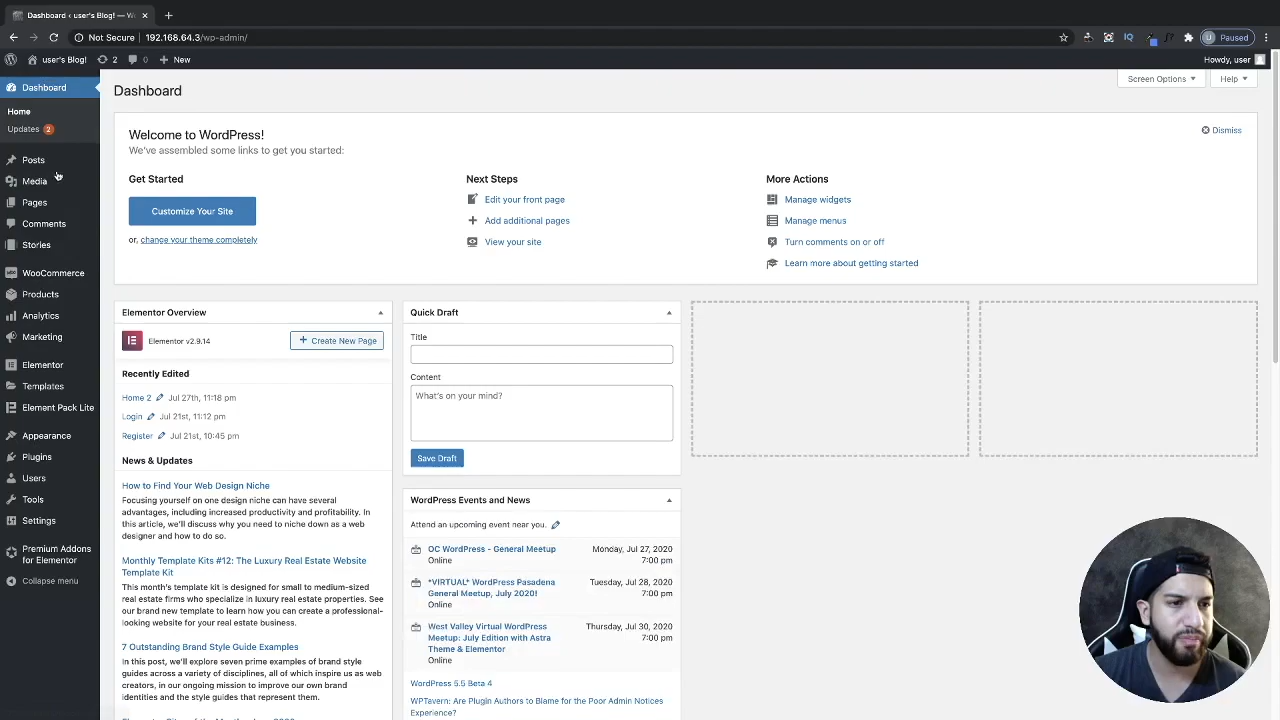 Dashboard ‹ user's Blog! — W
Not Secure | 192.168.64.3/wp-admin/
IQ
Paused
user's Blog!
2
0
New
Howdy, user
Dashboard
Home
Updates 2
Posts
Media
Pages
Comments
Stories
WooCommerce
Products
Analytics
Marketing
Elementor
Templates
Element Pack Lite
Appearance
Plugins
Users
Tools
Settings
Premium Addons
for Elementor
Collapse menu
Dashboard
Screen Options
Help
Welcome to WordPress!
Dismiss
We've assembled some links to get you started:
Get Started
Customize Your Site
or, change your theme completely
Next Steps
Edit your front page
Add additional pages
View your site
More Actions
Manage widgets
Manage menus
Turn comments on or off
Learn more about getting started
Elementor Overview
Elementor v2.9.14
Create New Page
Recently Edited
Home 2 Jul 27th, 11:18 pm
Login Jul 21st, 11:12 pm
Register Jul 21st, 10:45 pm
News & Updates
How to Find Your Web Design Niche
Focusing yourself on one design niche can have several
advantages, including increased productivity and profitability. In
this article, we'll discuss why you need to niche down as a web
designer and how to do so.
Monthly Template Kits #12: The Luxury Real Estate Website
Template Kit
This month's template kit is designed for small to medium-sized
real estate firms who specialize in luxury real estate properties. See
our brand new template to learn how you can create a professional-
looking website for your real estate business.
7 Outstanding Brand Style Guide Examples
In this post, we'll explore seven prime examples of brand style
guides across a variety of disciplines, all of which inspire us as web
creators, in our ongoing mission to improve our own brand
identities and the style guides that represent them.
Quick Draft
Title
Content
What's on your mind?
Save Draft
WordPress Events and News
Attend an upcoming event near you.
OC WordPress - General Meetup Monday, Jul 27, 2020
Online 7:00 pm
*VIRTUAL* WordPress Pasadena Tuesday, Jul 28, 2020
General Meetup, July 2020! 7:00 pm
Online
West Valley Virtual WordPress Thursday, Jul 30, 2020
Meetup: July Edition with Astra 7:00 pm
Theme & Elementor
Online
WordPress 5.5 Beta 4
WPTavern: Are Plugin Authors to Blame for the Poor Admin Notices
Experience?